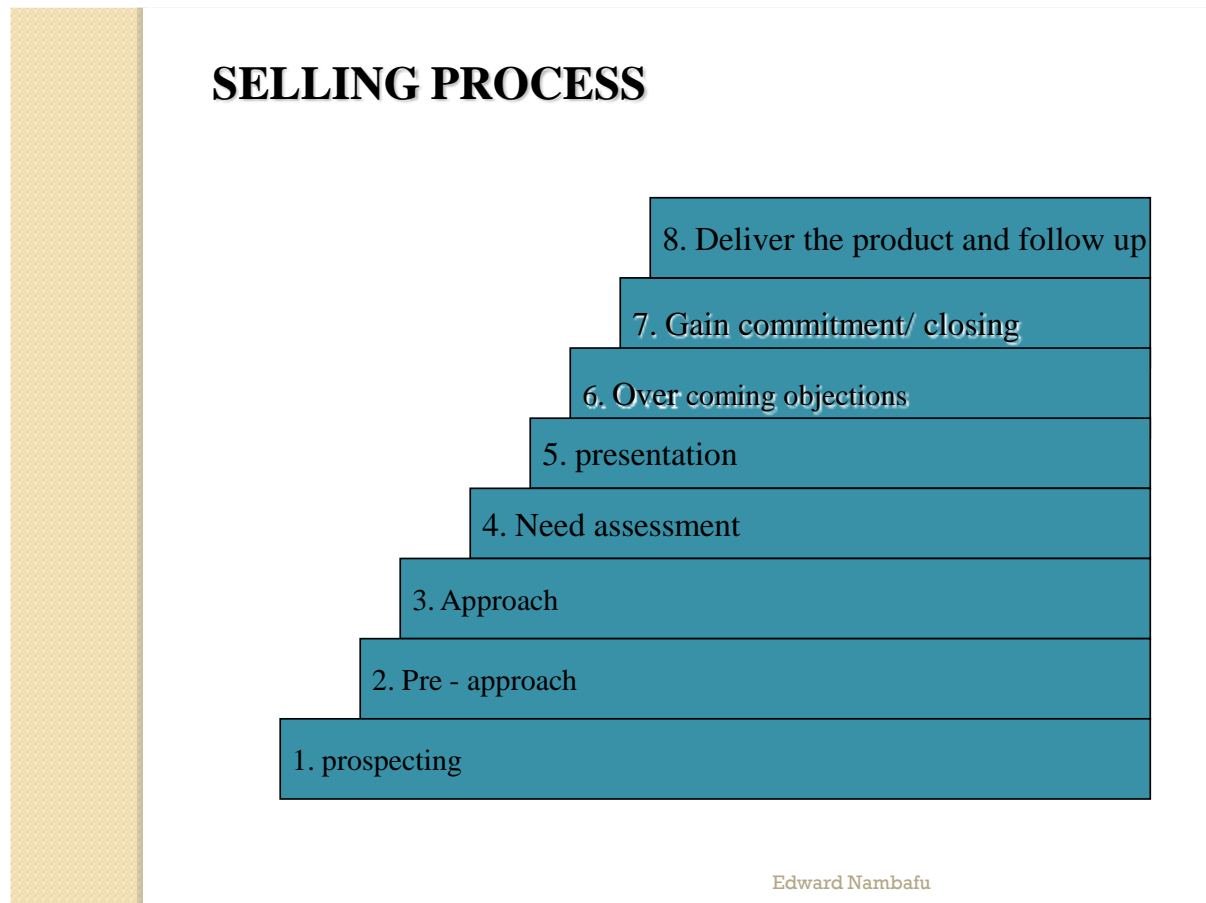 SELLING PROCESS
8. Deliver the product and follow up
7. Gain commitment/ closing
6. Over coming objections
5. presentation
4. Need assessment
3. Approach
2. Pre - approach
1. prospecting
Edward Nambafu